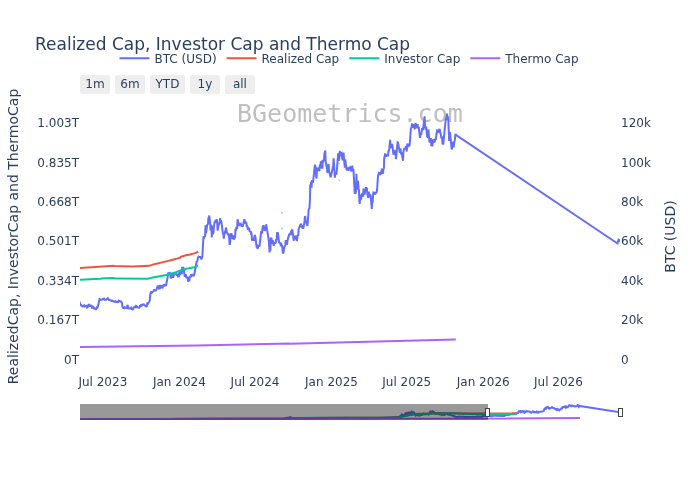 Realized Cap, Investor Cap and Thermo Cap
BTC (USD) Realized Cap Investor Cap Thermo Cap
1m 6m YTD 1y all
BGeometrics.com
RealizedCap, InvestorCap and ThermoCap
1.003T
0.835T
0.668T
0.501T
0.334T
0.167T
0T
120k
100k
80k
60k
40k
20k
0
BTC (USD)
Jul 2023 Jan 2024 Jul 2024 Jan 2025 Jul 2025 Jan 2026 Jul 2026